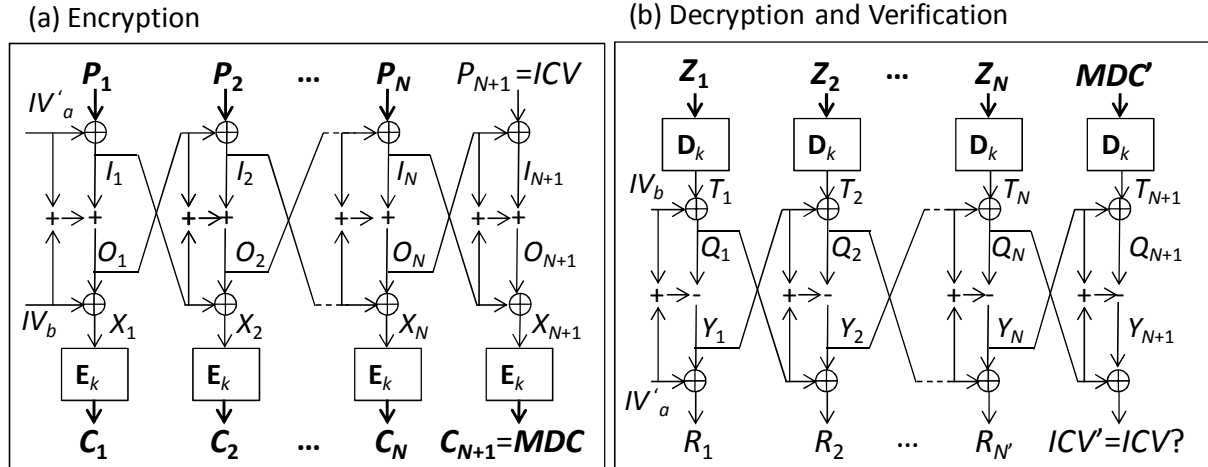 (a) Encryption
P1 P2 ... PN PN+1=ICV
IV'a
I1 I2 IN IN+1
+ + + + + + + +
O1 O2 ON ON+1
IVb
X1 X2 XN XN+1
Ek Ek Ek Ek
C1 C2 ... CN CN+1=MDC
(b) Decryption and Verification
Z1 Z2 ... ZN MDC'
Dk Dk Dk Dk
IVb T1 T2 TN TN+1
Q1 Q2 QN QN+1
+ - + - + - + -
Y1 Y2 YN YN+1
IV'a
R1 R2 ... RN' ICV'=ICV?